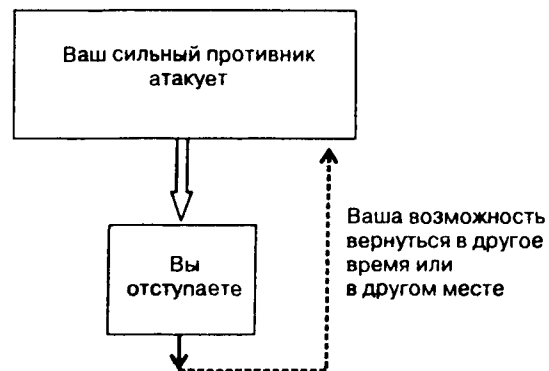 Ваш сильный противник
атакует
Вы
отступаете
Ваша возможность
вернуться в другое
время или
в другом месте